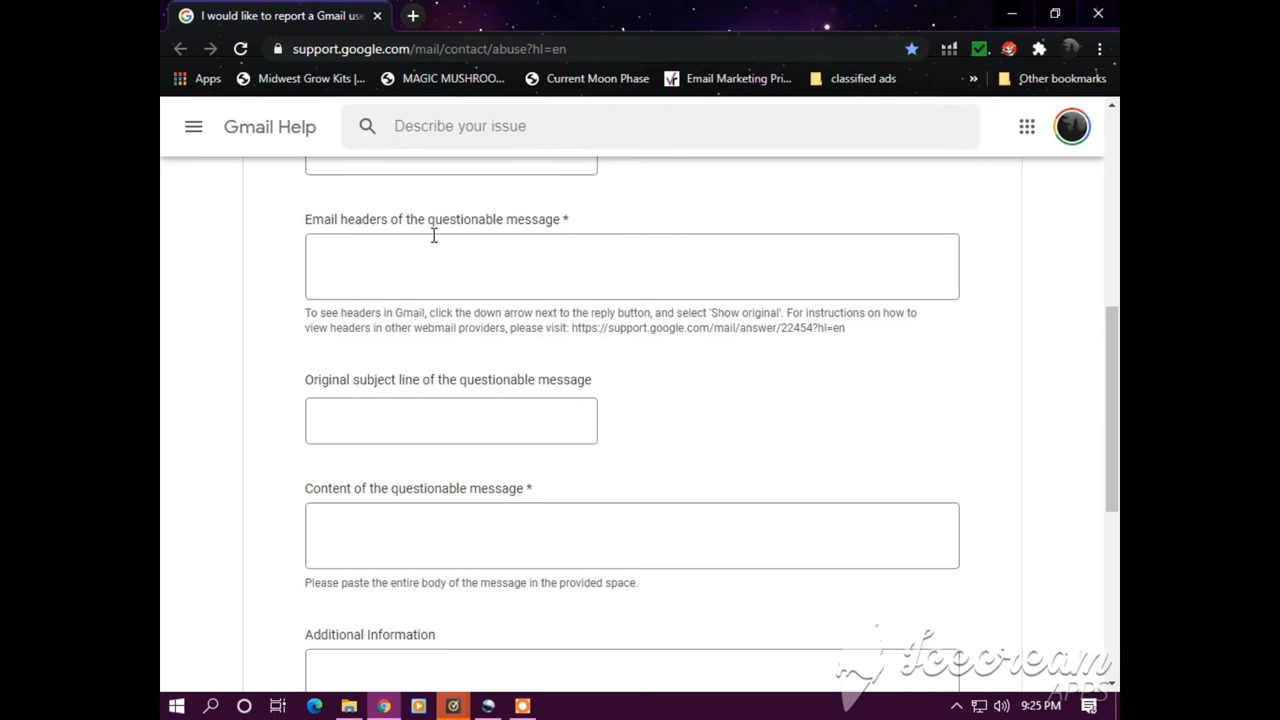 I would like to report a Gmail use
support.google.com/mail/contact/abuse?hl=en
Apps
Midwest Grow Kits |...
MAGIC MUSHROO...
Current Moon Phase
Email Marketing Pri...
classified ads
»
Other bookmarks
Gmail Help
Describe your issue
Email headers of the questionable message *
To see headers in Gmail, click the down arrow next to the reply button, and select 'Show original'. For instructions on how to
view headers in other webmail providers, please visit: https://support.google.com/mail/answer/22454?hl=en
Original subject line of the questionable message
Content of the questionable message *
Please paste the entire body of the message in the provided space.
Additional Information
Icecream
APPS
9:25 PM